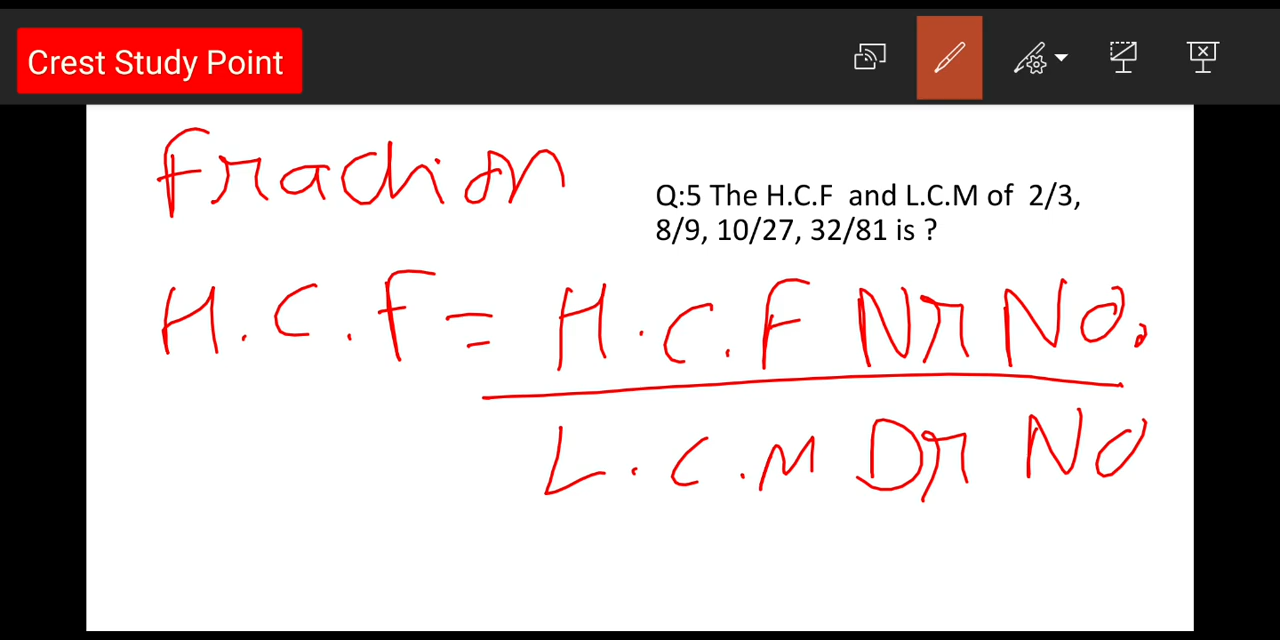 Crest Study Point
Fraction
Q:5 The H.C.F and L.C.M of 2/3,
8/9, 10/27, 32/81 is ?
H.C.F = H.C.F Nr No.
L.C.M Dr No